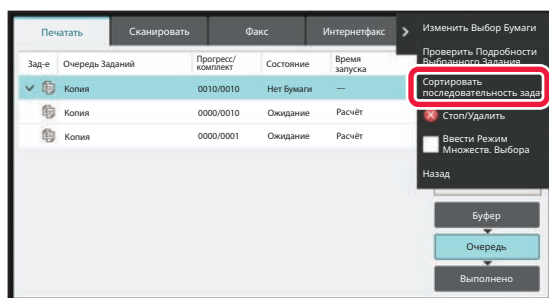 Печатать Сканировать Факс Интернетфакс
Зад-е Очередь Заданий Прогресс/комплект Состояние Время запуска
Копия 0010/0010 Нет Бумаги ---
Копия 0000/0010 Ожидание Расчёт
Копия 0000/0001 Ожидание Расчёт
Изменить Выбор Бумаги
Проверить Подробности
Выбранного Задания
Сортировать
последовательность задач
Стоп/Удалить
Ввести Режим
Множеств. Выбора
Назад
Буфер
Очередь
Выполнено